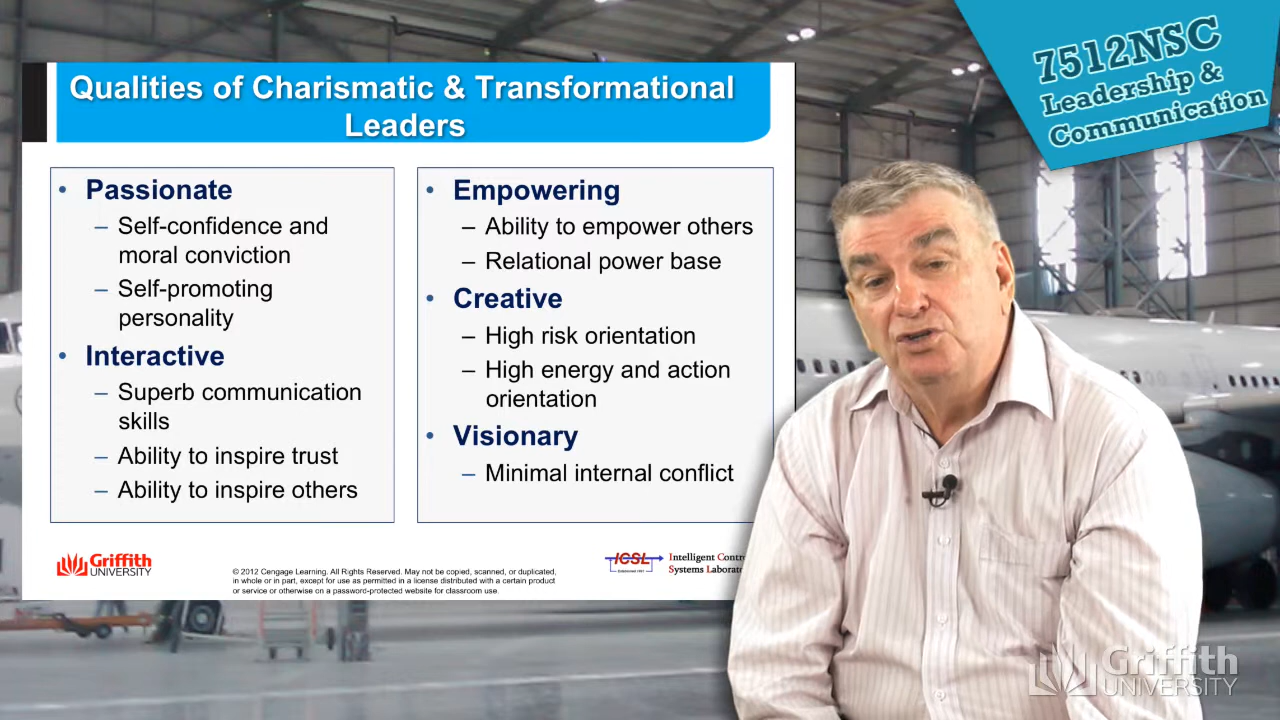 7512NSC
Leadership &
Communication
Qualities of Charismatic & Transformational
Leaders
• Passionate
– Self-confidence and
moral conviction
– Self-promoting
personality
• Interactive
– Superb communication
skills
– Ability to inspire trust
– Ability to inspire others
• Empowering
– Ability to empower others
– Relational power base
• Creative
– High risk orientation
– High energy and action
orientation
• Visionary
– Minimal internal conflict
Griffith
UNIVERSITY
© 2012 Cengage Learning. All Rights Reserved. May not be copied, scanned, or duplicated,
in whole or in part, except for use as permitted in a license distributed with a certain product
or service or otherwise on a password-protected website for classroom use.
ICSL
Intelligent Contr
Systems Labora
Griffith
UNIVERSITY